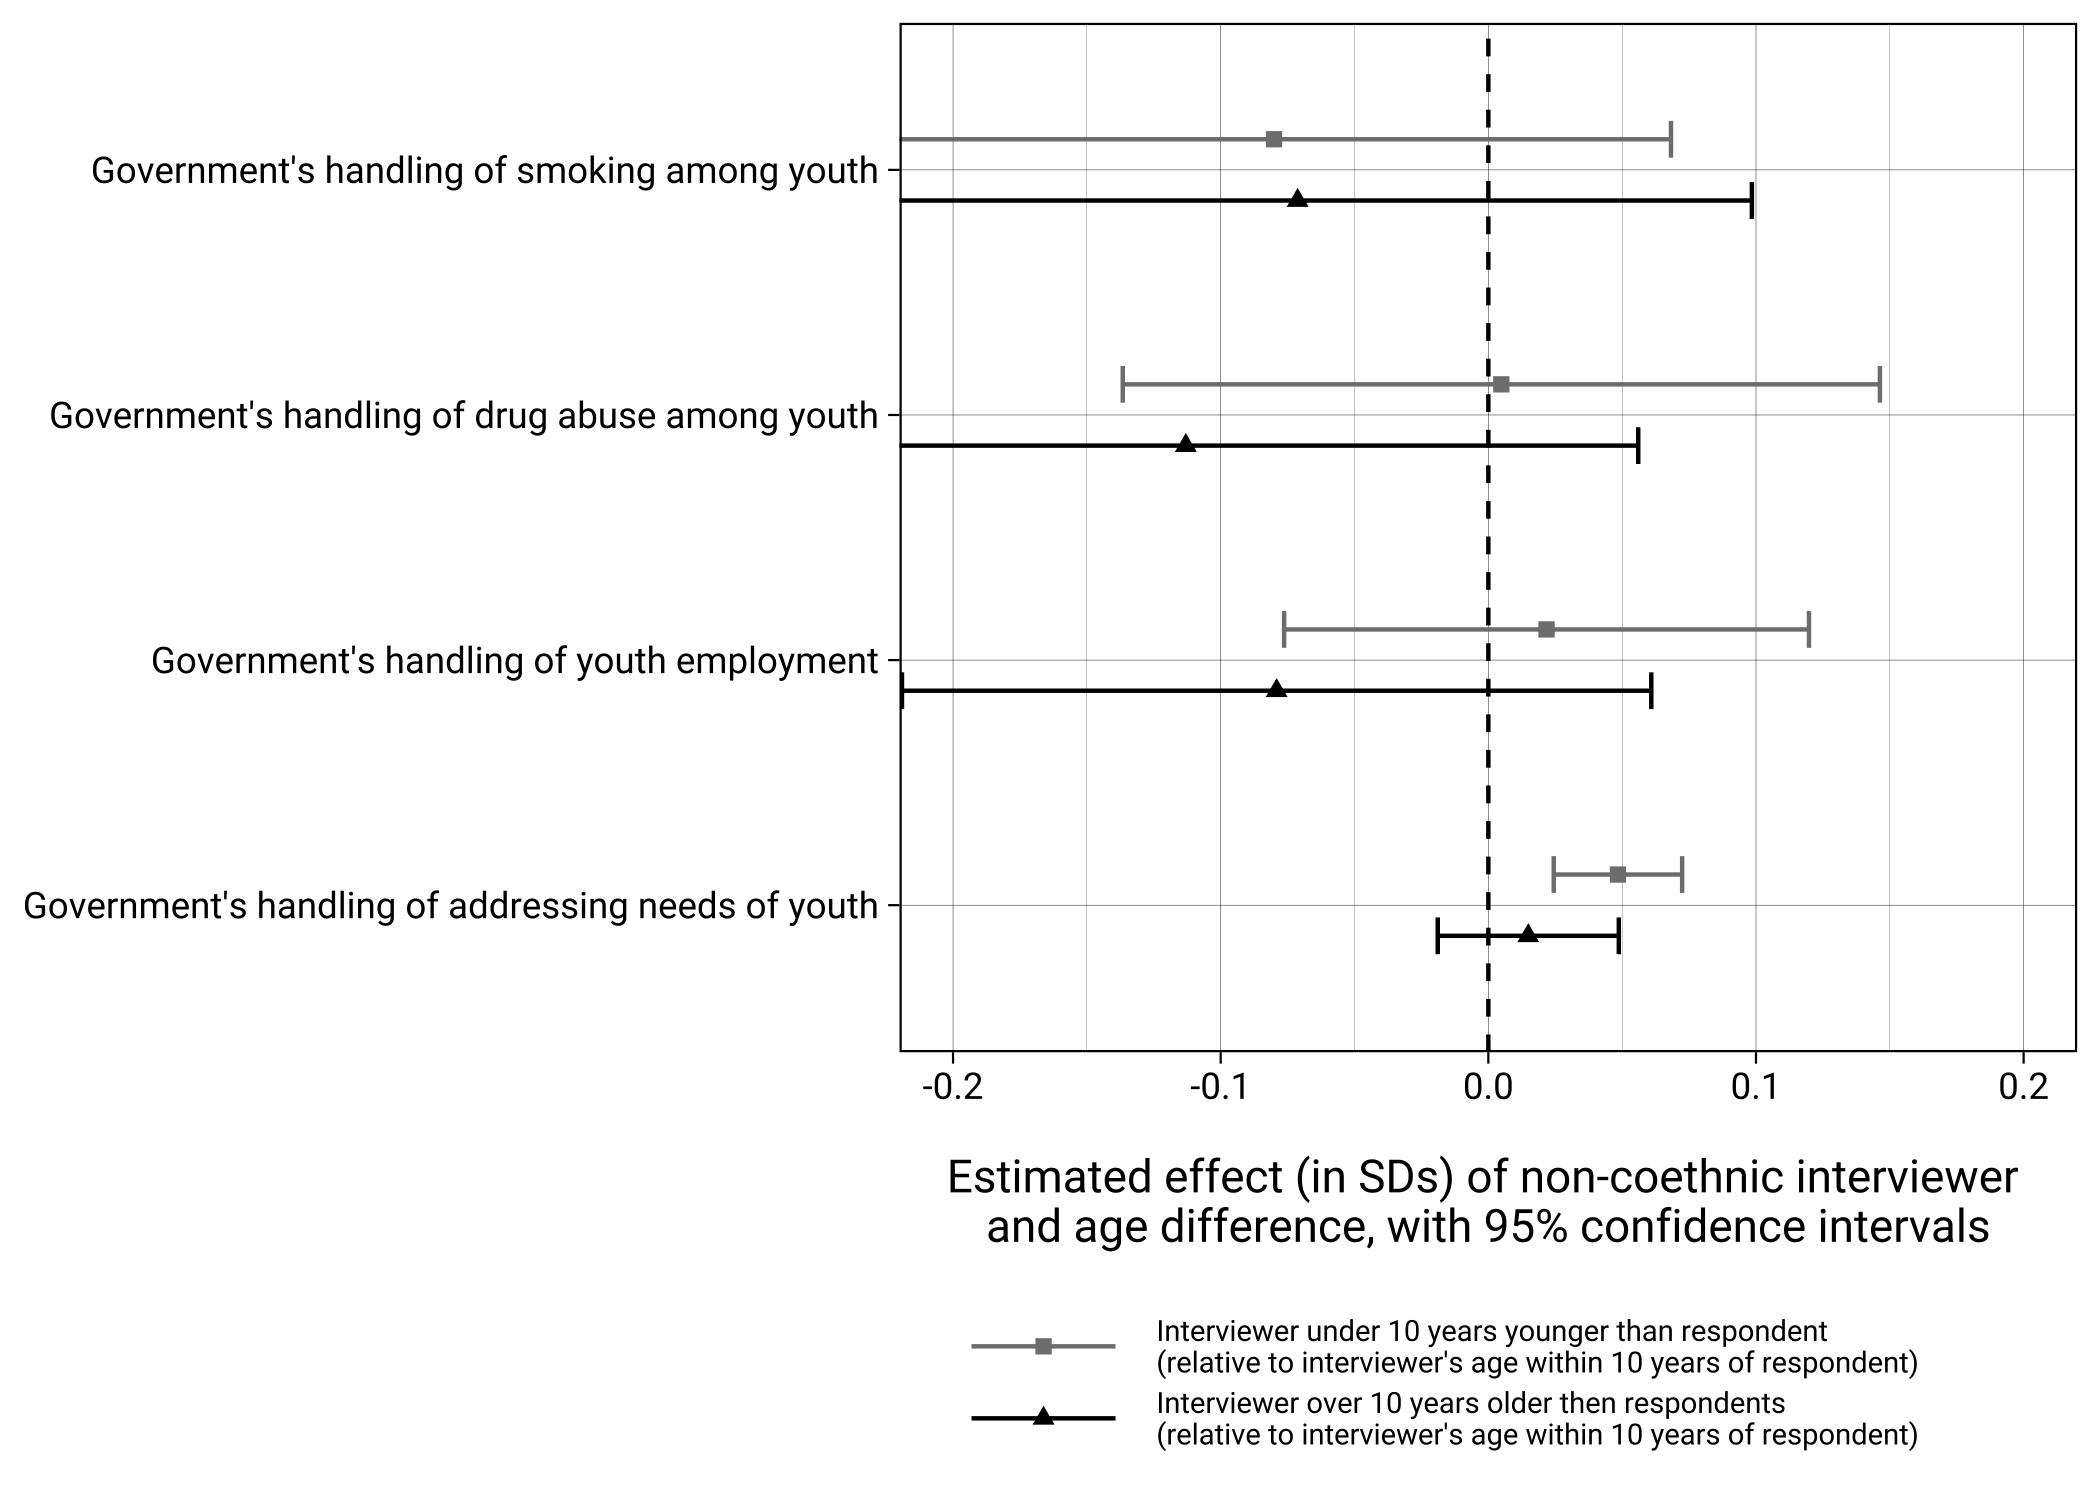 Government's handling of smoking among youth
Government's handling of drug abuse among youth
Government's handling of youth employment
Government's handling of addressing needs of youth
-0.2 -0.1 0.0 0.1 0.2
Estimated effect (in SDs) of non-coethnic interviewer
and age difference, with 95% confidence intervals
Interviewer under 10 years younger than respondent
(relative to interviewer's age within 10 years of respondent)
Interviewer over 10 years older then respondents
(relative to interviewer's age within 10 years of respondent)